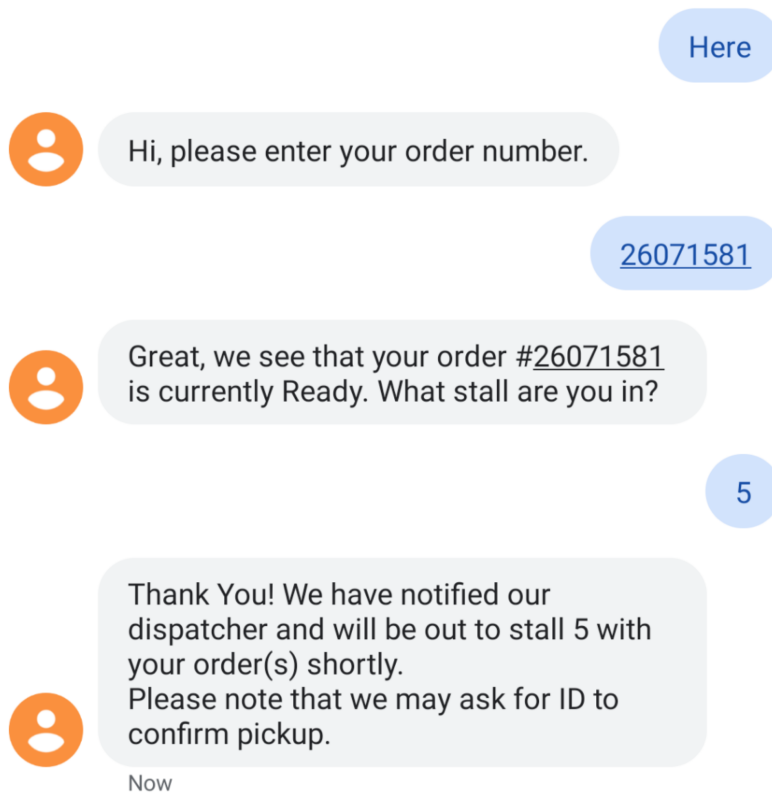 Here
Hi, please enter your order number.
26071581
Great, we see that your order #26071581
is currently Ready. What stall are you in?
5
Thank You! We have notified our
dispatcher and will be out to stall 5 with
your order(s) shortly.
Please note that we may ask for ID to
confirm pickup.
Now